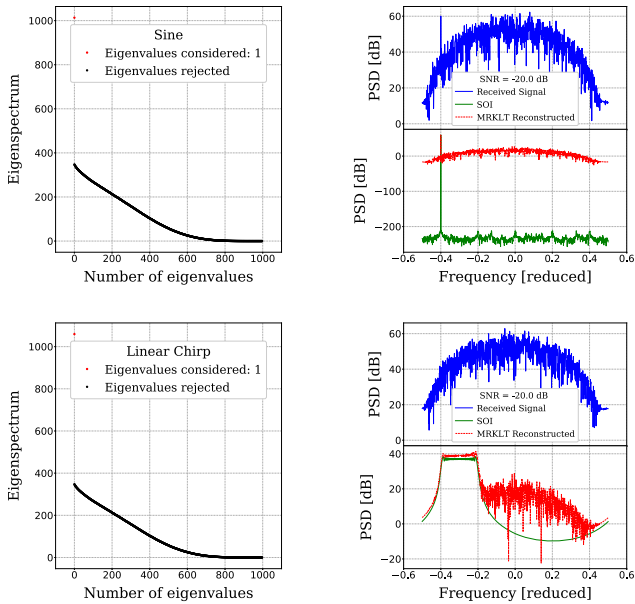 Sine
Eigenvalues considered: 1
Eigenvalues rejected
Eigenspectrum
1000
800
600
400
200
0
0 200 400 600 800 1000
Number of eigenvalues
PSD [dB]
60
40
20
SNR = -20.0 dB
Received Signal
SOI
MRKLT Reconstructed
PSD [dB]
0
−100
−200
−0.6 −0.4 −0.2 0.0 0.2 0.4 0.6
Frequency [reduced]
Linear Chirp
Eigenvalues considered: 1
Eigenvalues rejected
Eigenspectrum
1000
800
600
400
200
0
0 200 400 600 800 1000
Number of eigenvalues
PSD [dB]
60
40
20
0
SNR = -20.0 dB
Received Signal
SOI
MRKLT Reconstructed
PSD [dB]
40
20
0
−20
−0.6 −0.4 −0.2 0.0 0.2 0.4 0.6
Frequency [reduced]